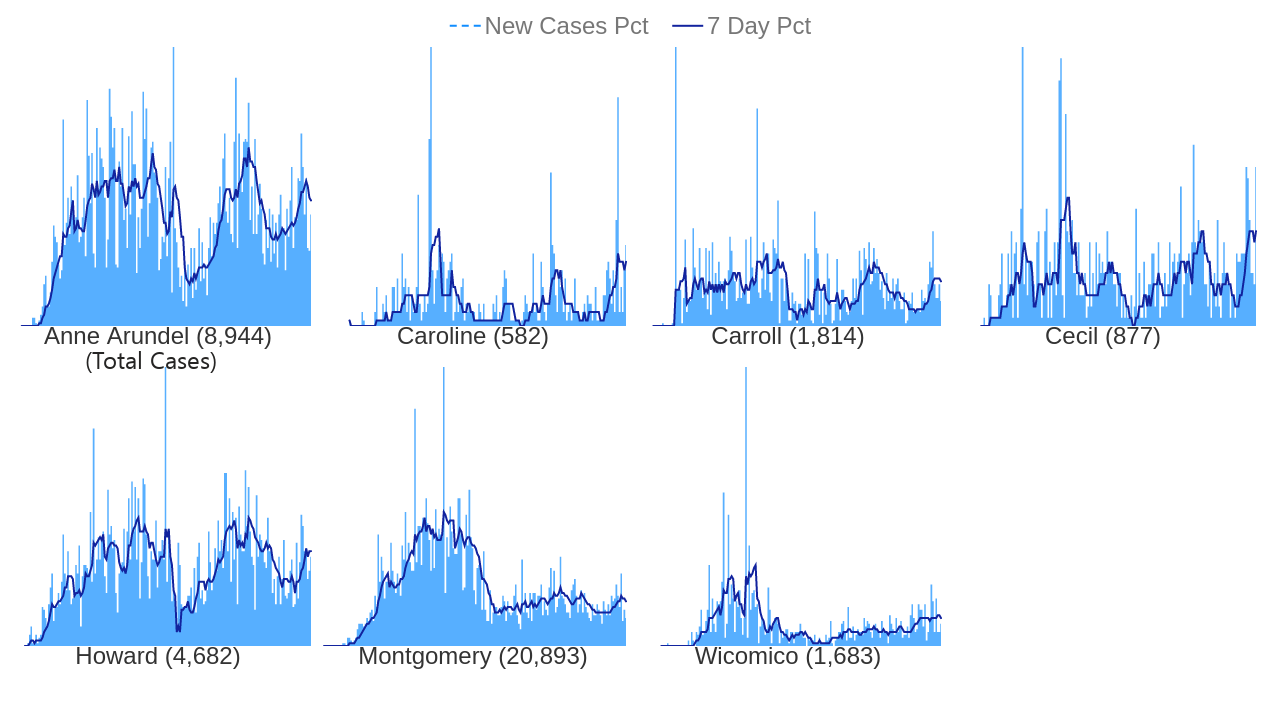 New Cases Pct 7 Day Pct
Anne Arundel (8,944) Caroline (582) Carroll (1,814) Cecil (877)
(Total Cases)
Howard (4,682) Montgomery (20,893) Wicomico (1,683)